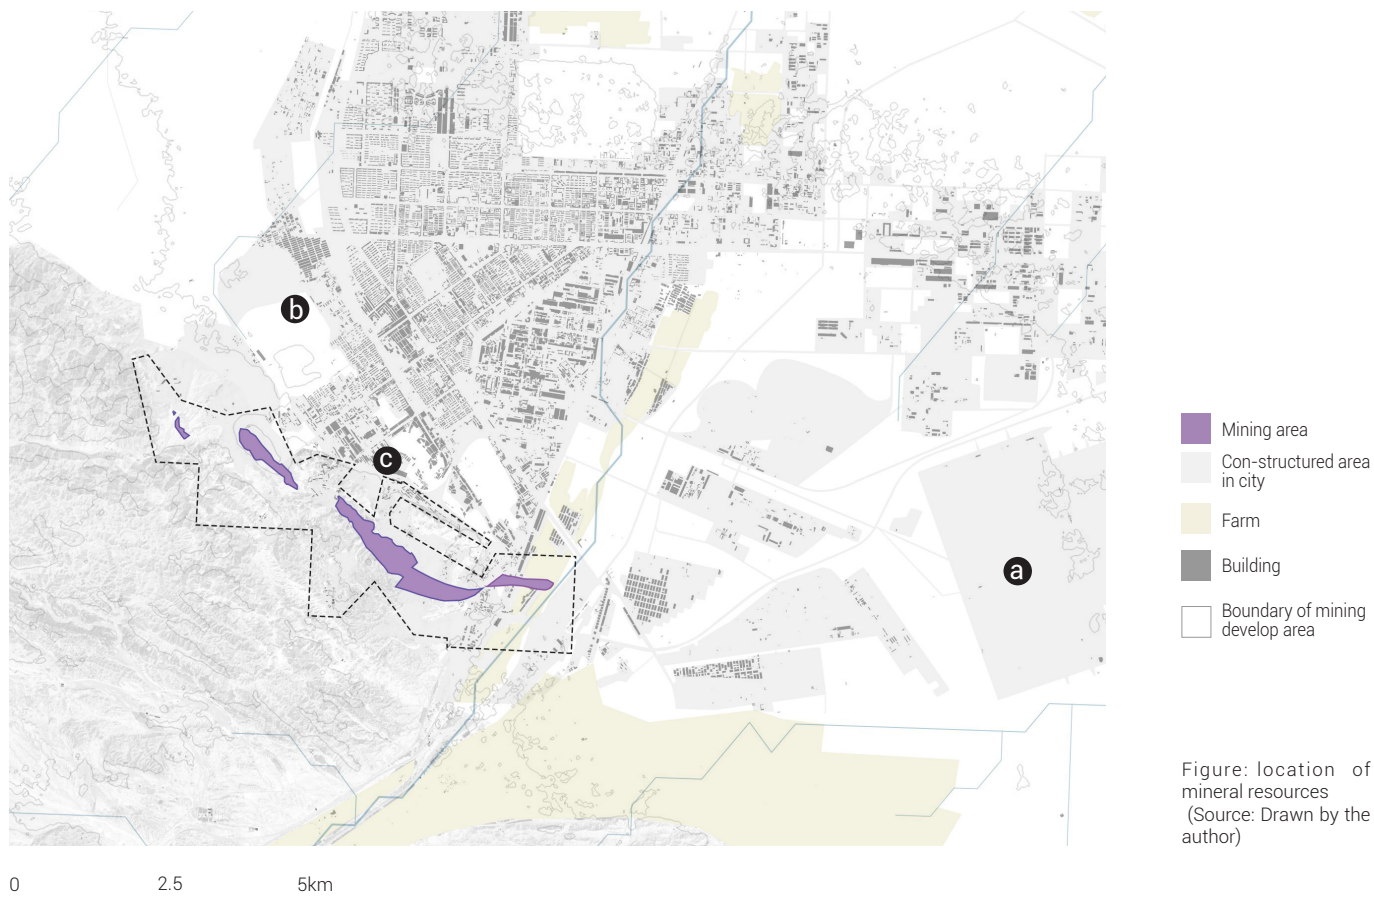 b
c
a
Mining area
Con-structured area
in city
Farm
Building
Boundary of mining
develop area
Figure: location of
mineral resources
(Source: Drawn by the
author)
0 2.5 5km